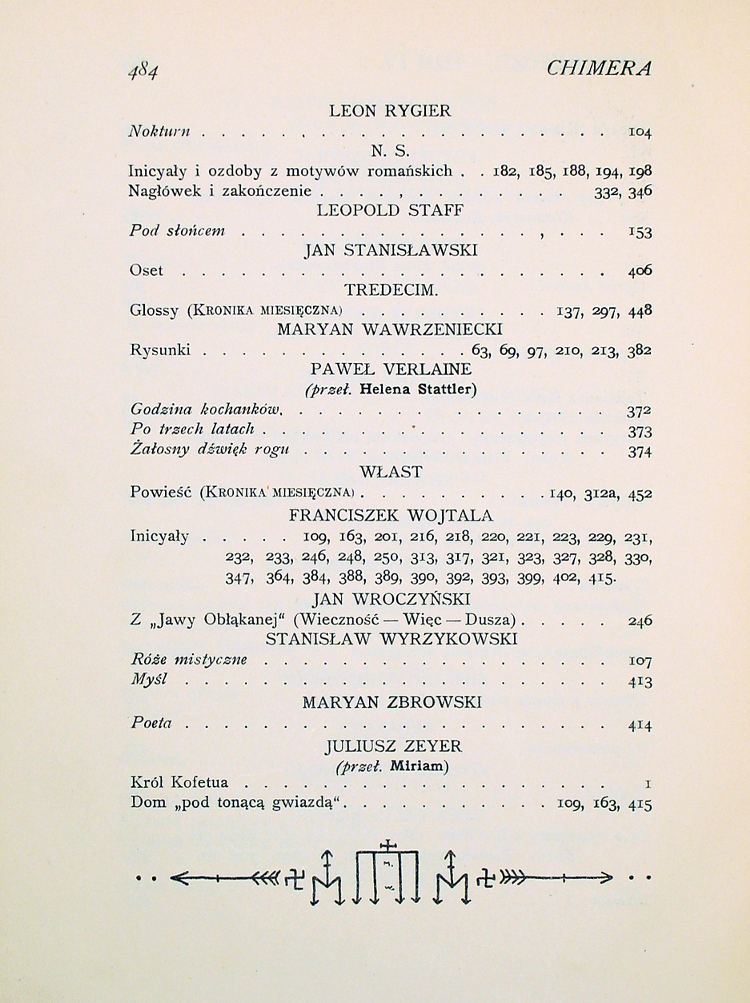 484 CHIMERA
LEON RYGIER
Nokturn . . . . . . . . . . . . . . . . . . . . . 104
N. S.
Inicyały i ozdoby z motywów romańskich . . 182, 185, 188, 194, 198
Nagłówek i zakończenie . . . . , . . . . . . . . 332, 346
LEOPOLD STAFF
Pod słońcem . . . . . . . . . . . . . . . , . . . 153
JAN STANISŁAWSKI
Oset . . . . . . . . . . . . . . . . . . . . . . 406
TREDECIM.
Glossy (KRONIKA MIESIĘCZNA) . . . . . . . . . . 137, 297, 448
MARYAN WAWRZENIECKI
Rysunki . . . . . . . . . . . . . . 63, 69, 97, 210, 213, 382
PAWEŁ VERLAINE
(przeł. Helena Stattler)
Godzina kochanków. . . . . . . . . . . . . . . . 372
Po trzech latach . . . . . . . . . . . . . . . . . 373
Żałosny dźwięk rogu . . . . . . . . . . . . . . . . 374
WŁAST
Powieść (KRONIKA MIESIĘCZNA) . . . . . . . . . . 140, 312a, 452
FRANCISZEK WOJTALA
Inicyały . . . . . 109, 163, 201, 216, 218, 220, 221, 223, 229, 231,
232, 233, 246, 248, 250, 313, 317, 321, 323, 327, 328, 330,
347, 364, 384, 388, 389, 390, 392, 393, 399, 402, 415.
JAN WROCZYŃSKI
Z „Jawy Obłąkanej" (Wieczność — Więc — Dusza) . . . . . 246
STANISŁAW WYRZYKOWSKI
Róże mistyczne . . . . . . . . . . . . . . . . . . 107
Myśl . . . . . . . . . . . . . . . . . . . . . . 413
MARYAN ZBROWSKI
Poeta . . . . . . . . . . . . . . . . . . . . . . 414
JULIUSZ ZEYER
(przeł. Miriam)
Król Kofetua . . . . . . . . . . . . . . . . . . . 1
Dom „pod tonącą gwiazdą". . . . . . . . . . . 109, 163, 415